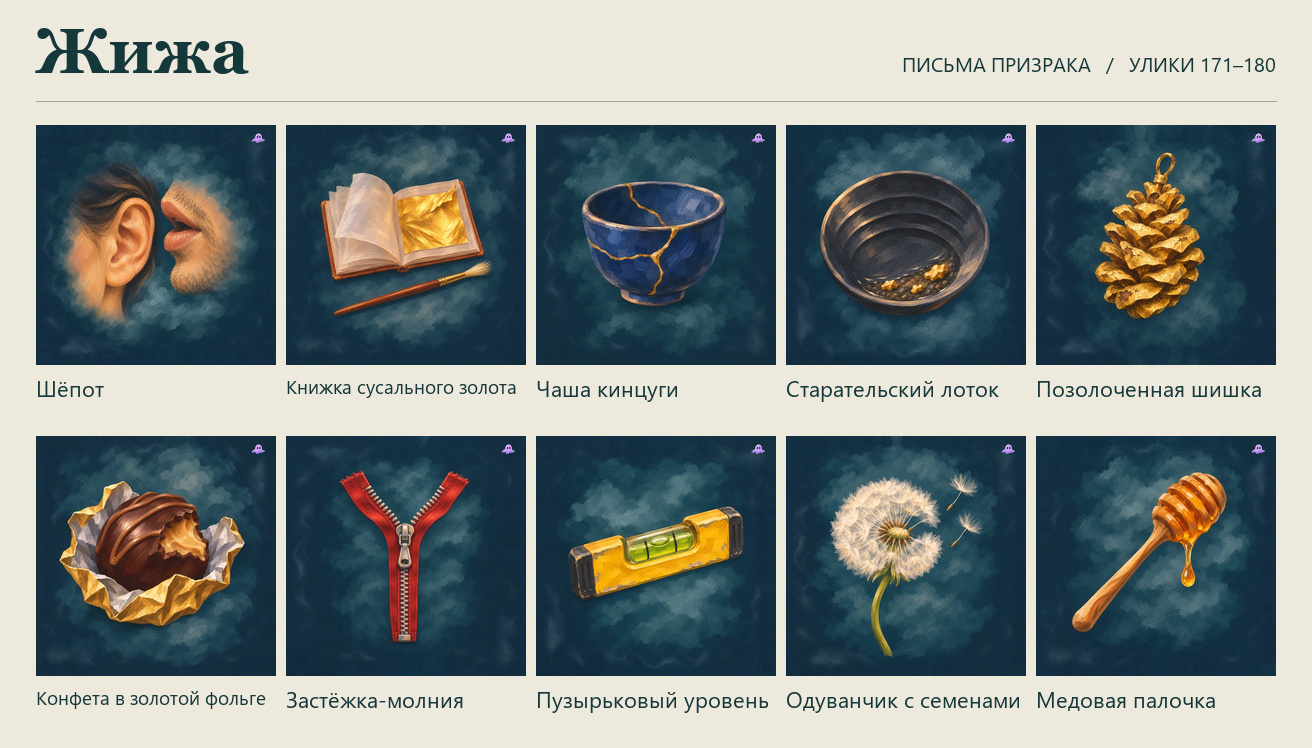 Жижа
ПИСЬМА ПРИЗРАКА / УЛИКИ 171–180
Шёпот
Книжка сусального золота
Чаша кинцуги
Старательский лоток
Позолоченная шишка
Конфета в золотой фольге
Застёжка-молния
Пузырьковый уровень
Одуванчик с семенами
Медовая палочка